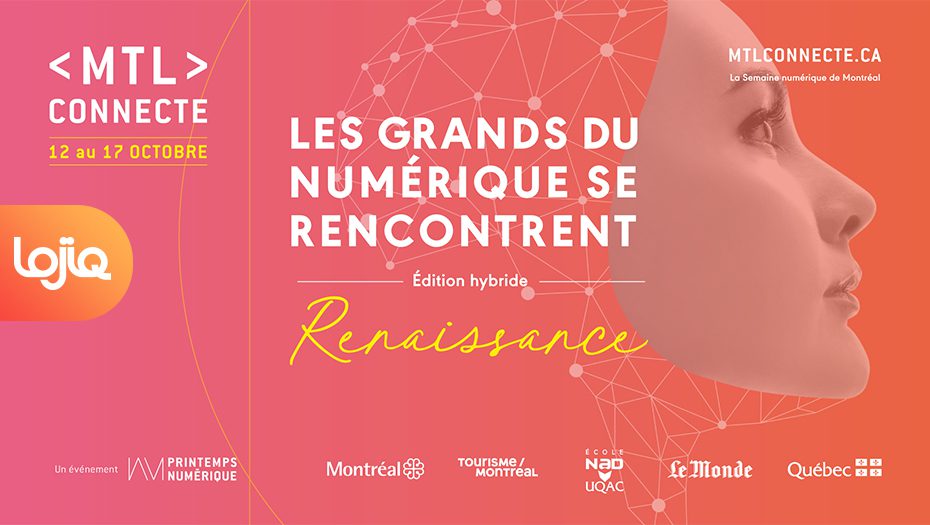 <MTL>
CONNECTE
12 au 17 OCTOBRE
MTLCONNECTE.CA
La Semaine numérique de Montréal
LES GRANDS DU
NUMÉRIQUE SE
RENCONTRENT
Édition hybride
Renaissance
lojiq
Un événement
PRINTEMPS
NUMÉRIQUE
Montréal
TOURISME/
MONTRÉAL
ÉCOLE
NAD
UQAC
Le Monde
Québec